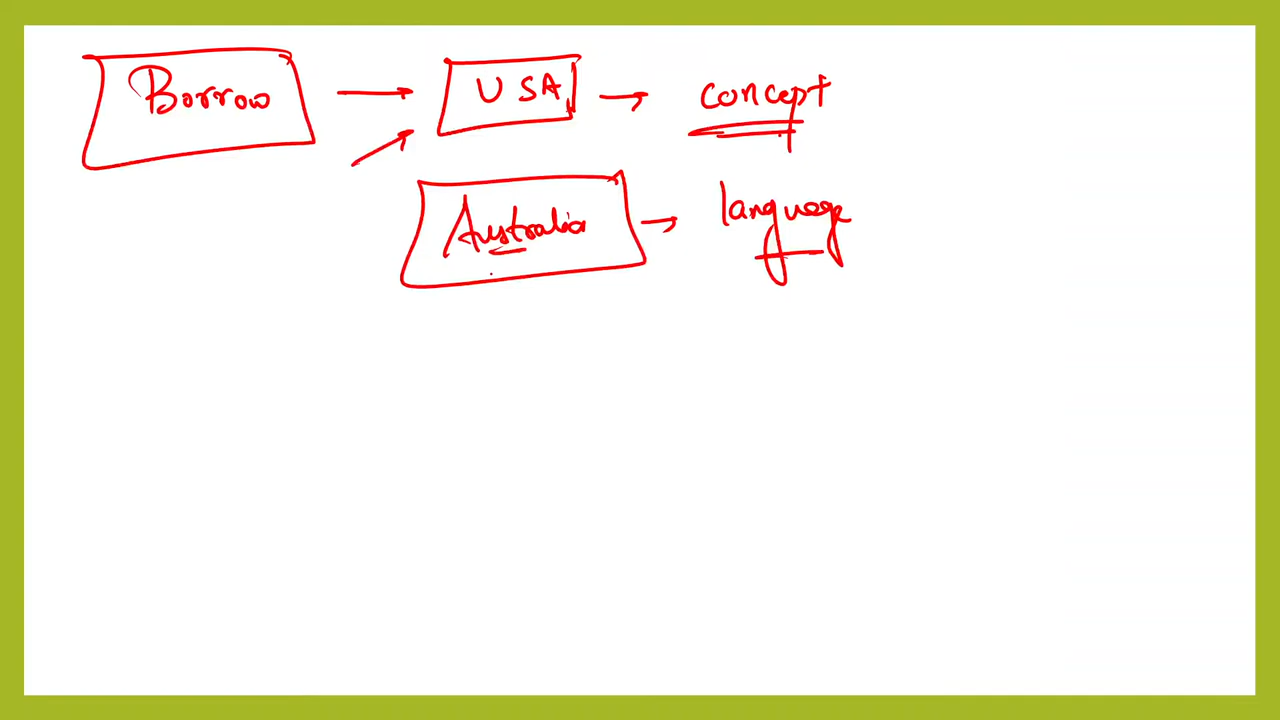 Borrow → USA → concept
Australia → language